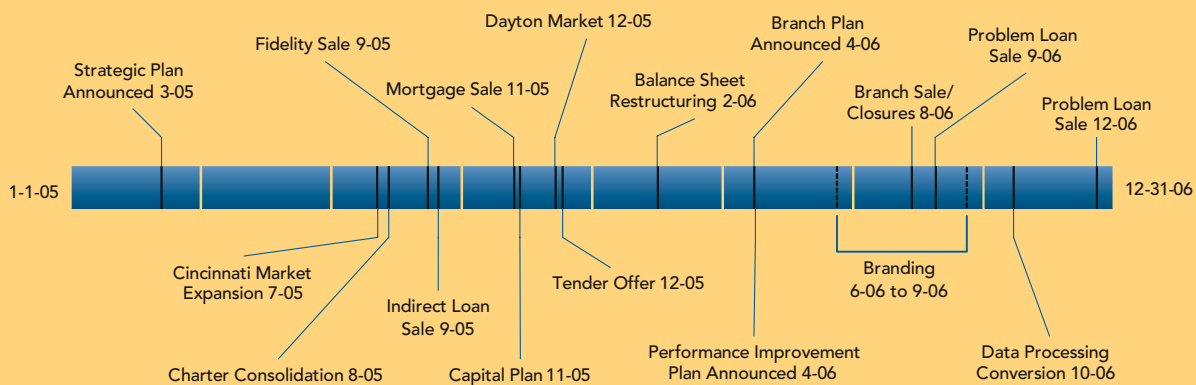 Dayton Market 12-05
Fidelity Sale 9-05
Branch Plan
Announced 4-06
Problem Loan
Sale 9-06
Strategic Plan
Announced 3-05
Mortgage Sale 11-05
Balance Sheet
Restructuring 2-06
Branch Sale/
Closures 8-06
Problem Loan
Sale 12-06
1-1-05
12-31-06
Cincinnati Market
Expansion 7-05
Indirect Loan
Sale 9-05
Tender Offer 12-05
Branding
6-06 to 9-06
Charter Consolidation 8-05
Capital Plan 11-05
Performance Improvement
Plan Announced 4-06
Data Processing
Conversion 10-06